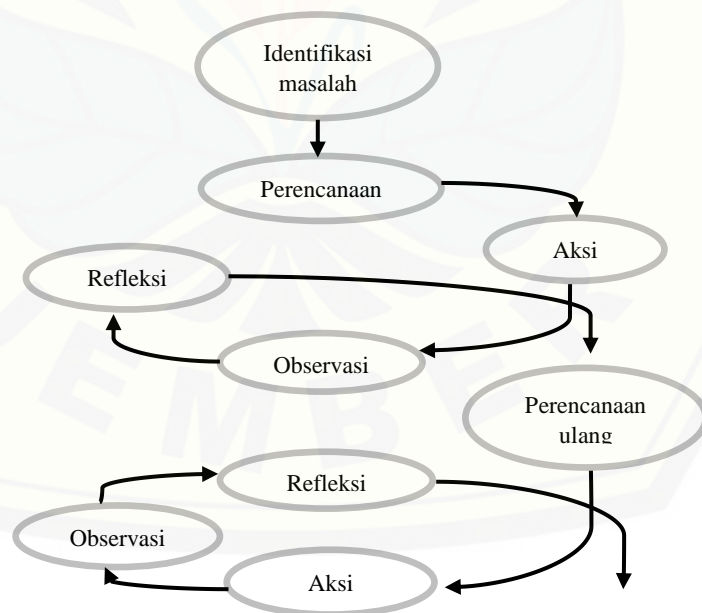 Identifikasi
masalah
Perencanaan
Aksi
Refleksi
Observasi
Perencanaan
ulang
Refleksi
Observasi
Aksi